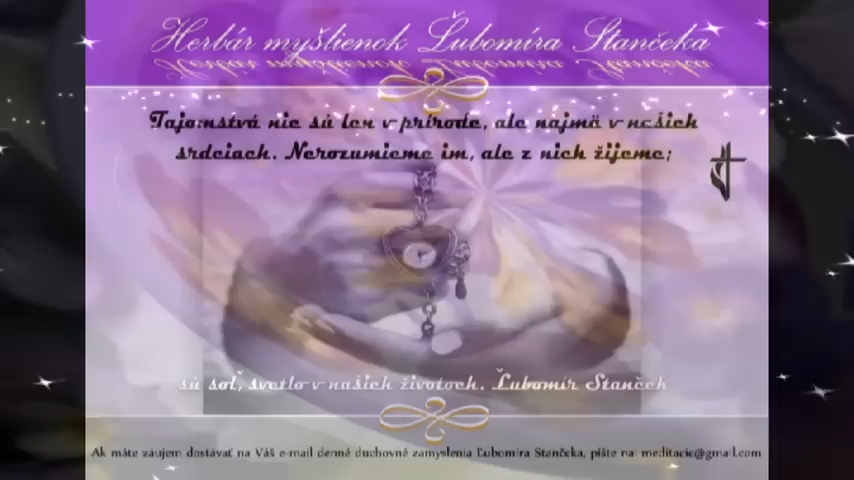 Herbár myšlienok Ľubomíra Stančeka
Tajomstvá nie sú len v prírode, ale najmä v našich
srdciach. Nerozumieme im, ale z nich žijeme;
sú soľ, svetlo v našich životoch. Ľubomír Stanček
Ak máte záujem dostávať na Váš e-mail denné duchovné zamyslenia Ľubomíra Stančeka, píšte na: meditacie@gmail.com